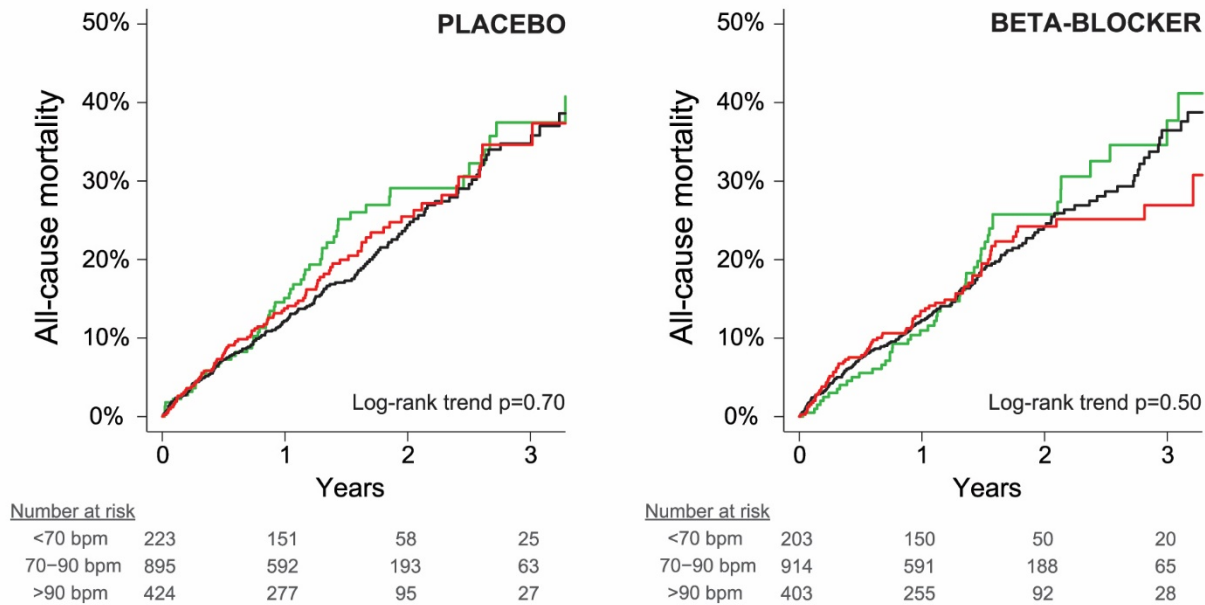 PLACEBO
50%
40%
30%
20%
10%
0%
All-cause mortality
Log-rank trend p=0.70
0 1 2 3
Years
Number at risk
<70 bpm 223 151 58 25
70–90 bpm 895 592 193 63
>90 bpm 424 277 95 27
BETA-BLOCKER
50%
40%
30%
20%
10%
0%
All-cause mortality
Log-rank trend p=0.50
0 1 2 3
Years
Number at risk
<70 bpm 203 150 50 20
70–90 bpm 914 591 188 65
>90 bpm 403 255 92 28